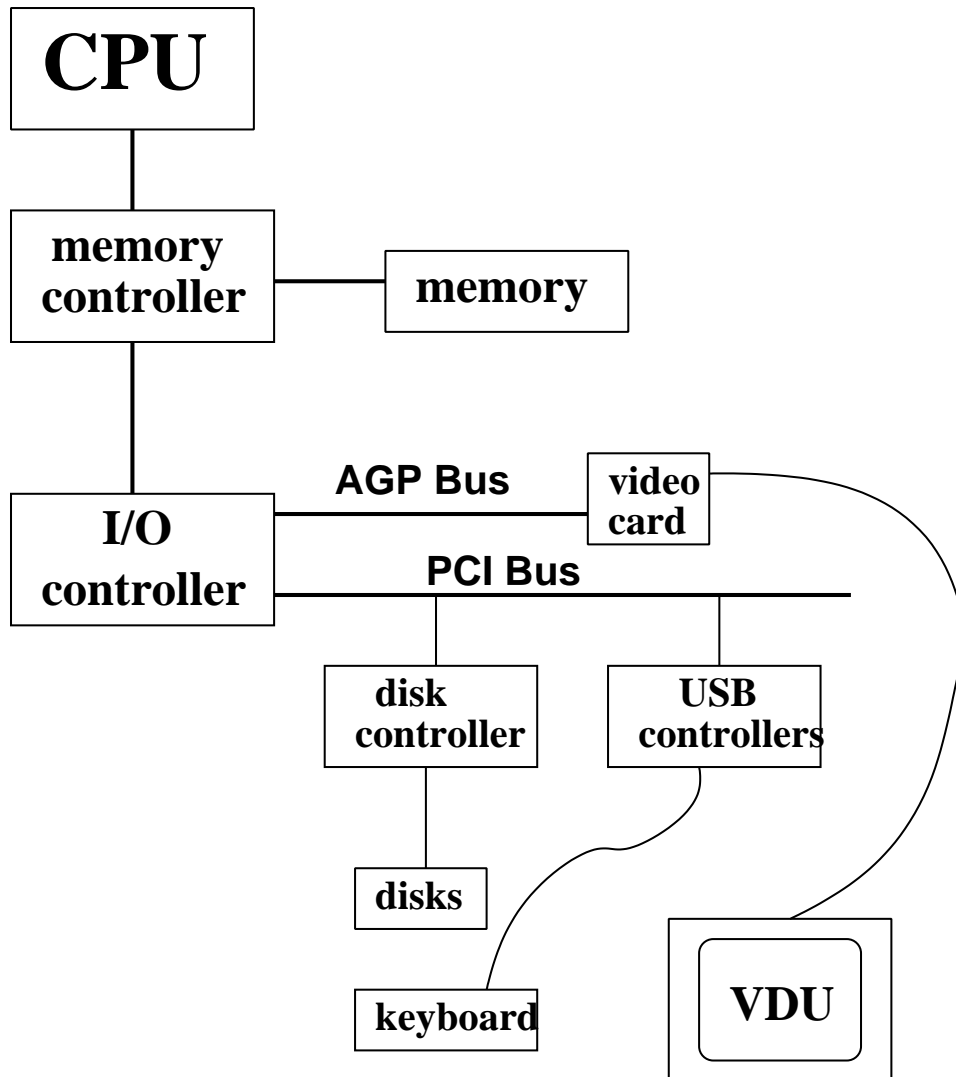 CPU
memory
controller
memory
AGP Bus
video
card
I/O
controller
PCI Bus
disk
controller
USB
controllers
disks
keyboard
VDU